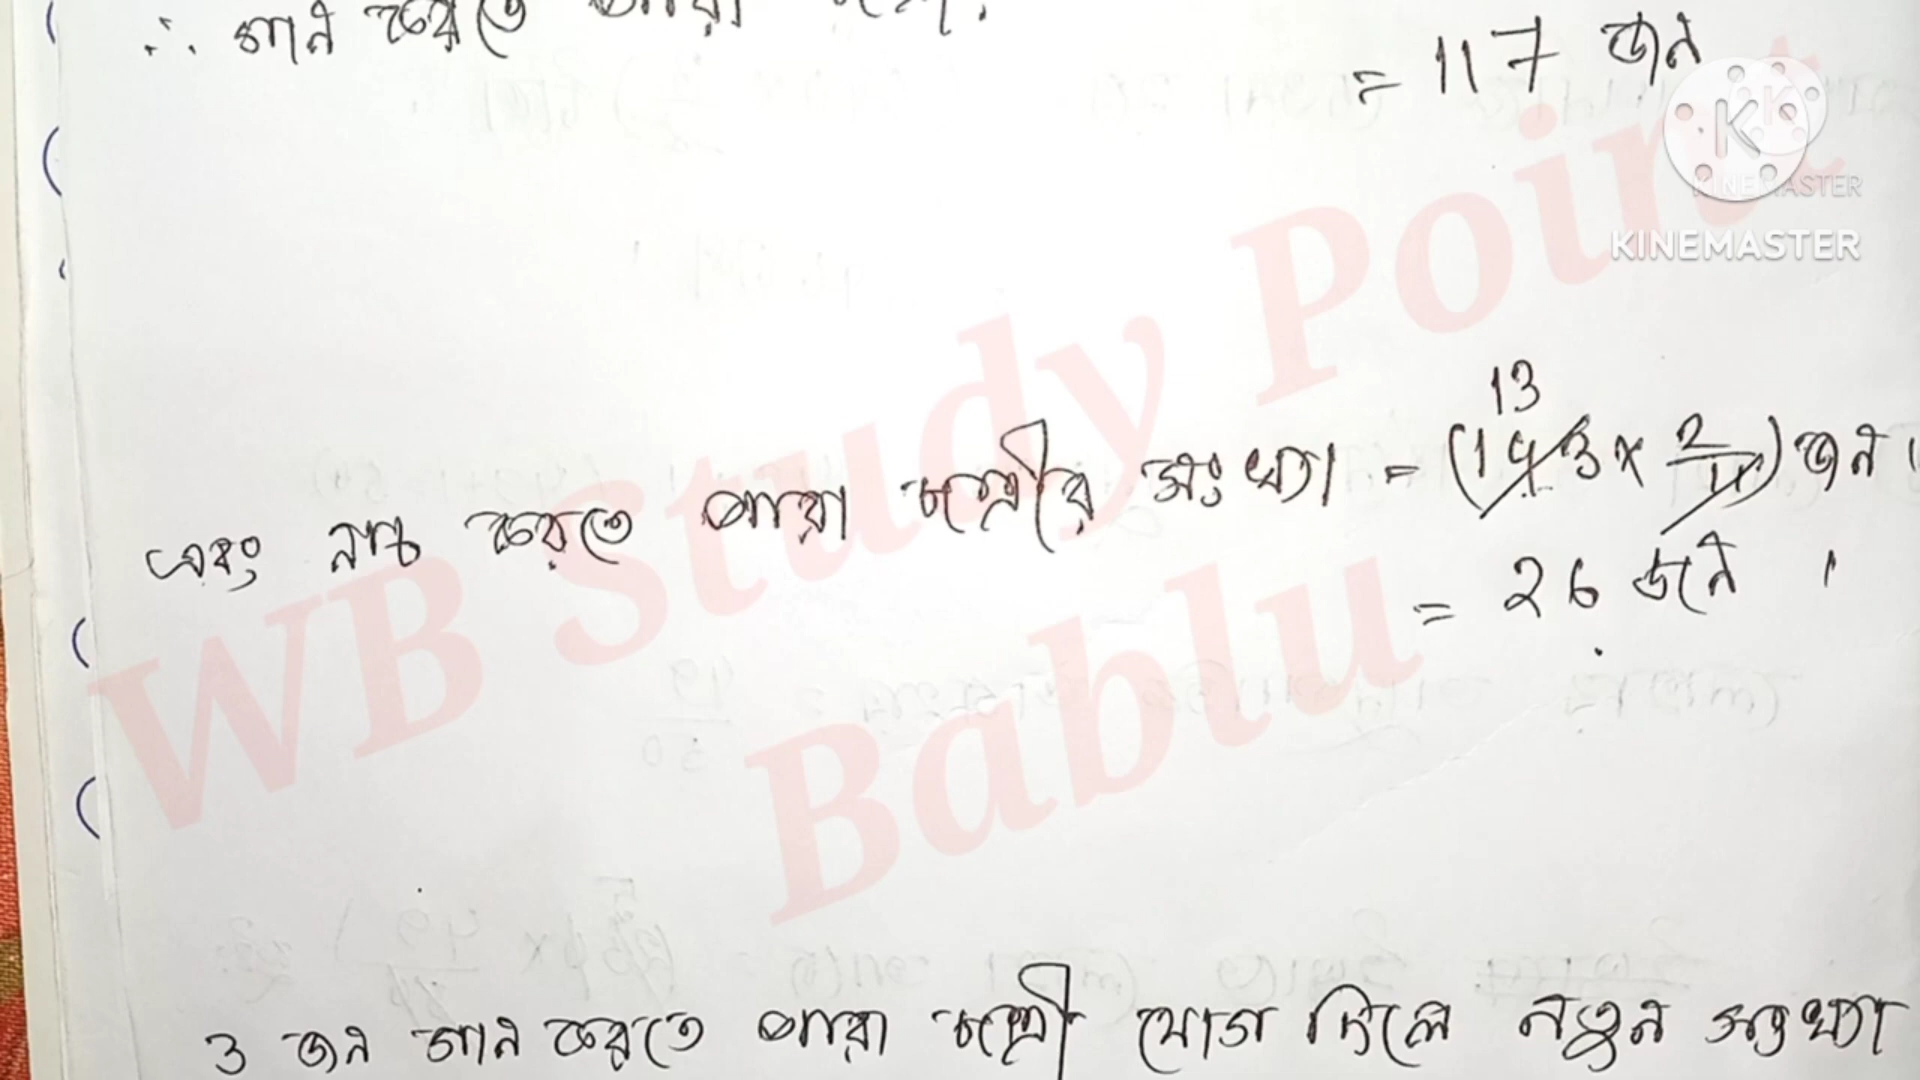 ∴ গান করতে পারা
= 117 জন
KINEMASTER
KINEMASTER
13
এবং নাচ করতে পারা ছাত্রীর সংখ্যা = (143 x 2/11) জন।
= 26 জন ।
WB Study Point
Bablu
3 জন গান করতে পারা ছাত্রী যোগ দিলে নতুন সংখ্যা